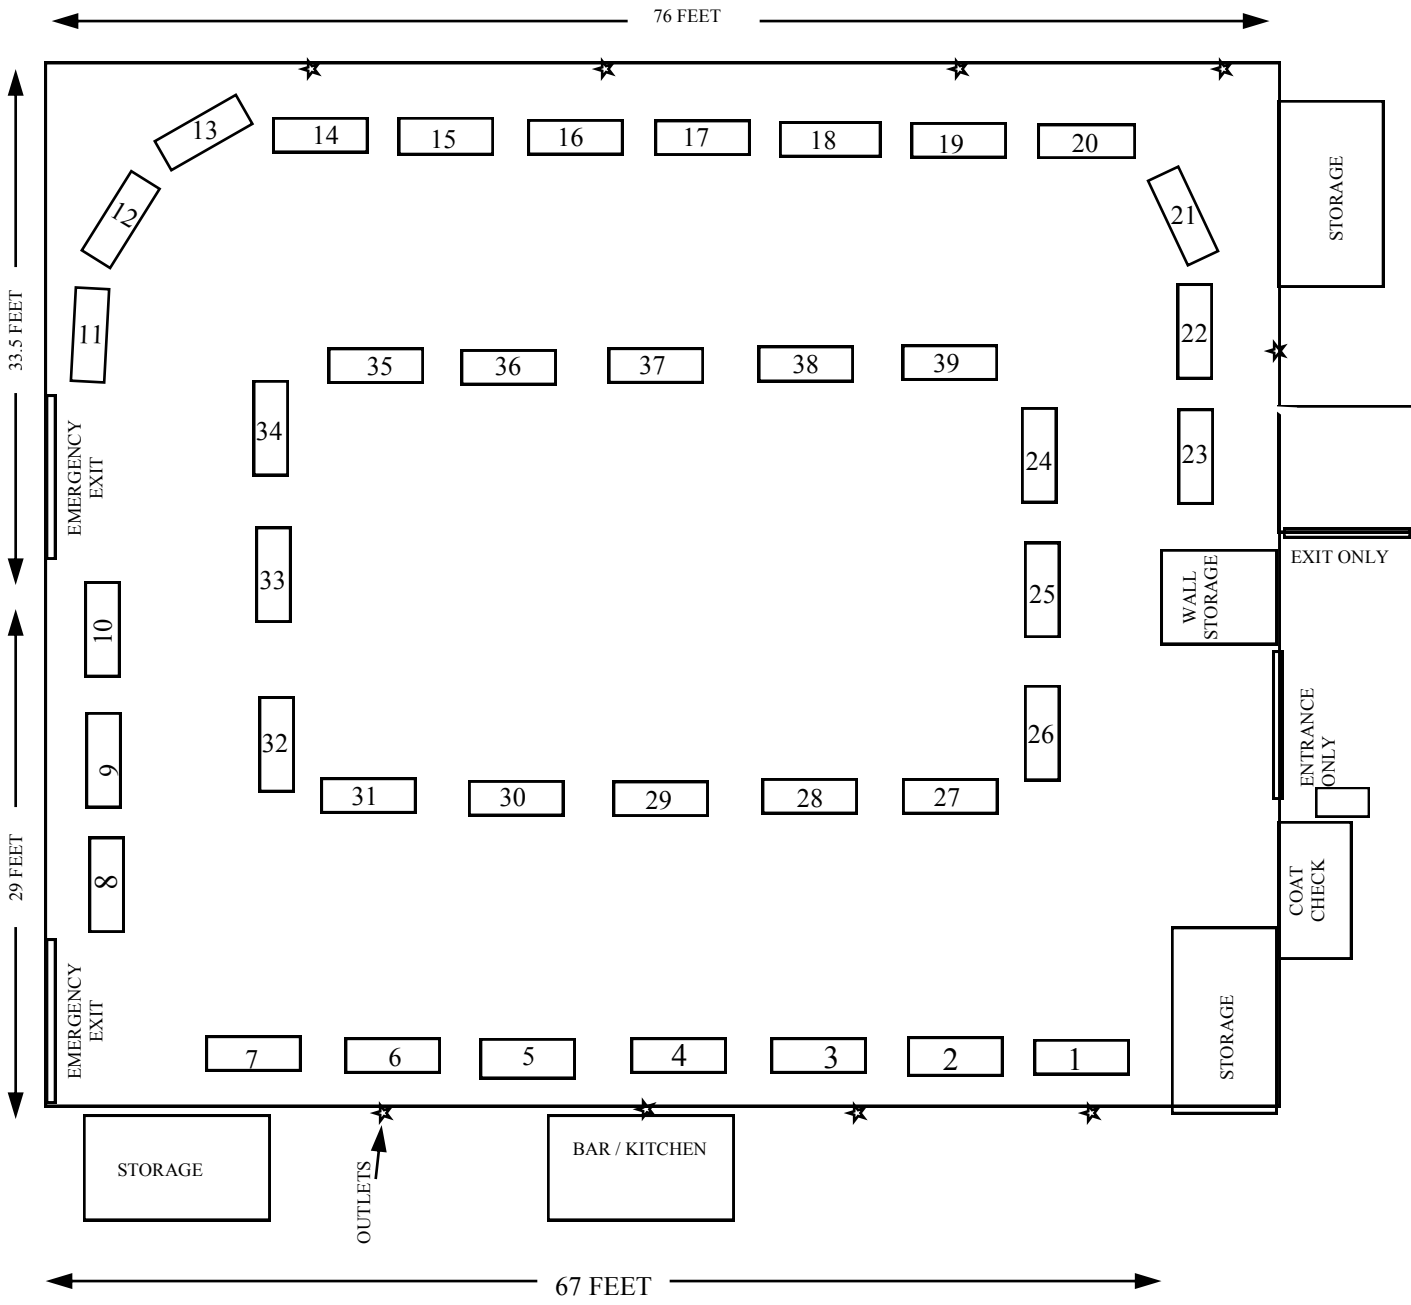 76 FEET
13
14
15
16
17
18
19
20
12
21
STORAGE
11
22
33.5 FEET
35
36
37
38
39
34
24
23
EMERGENCY
EXIT
EXIT ONLY
33
25
WALL
STORAGE
10
32
26
9
ENTRANCE
ONLY
31
30
29
28
27
29 FEET
8
COAT
CHECK
EMERGENCY
EXIT
STORAGE
7
6
5
4
3
2
1
STORAGE
BAR / KITCHEN
OUTLETS
67 FEET